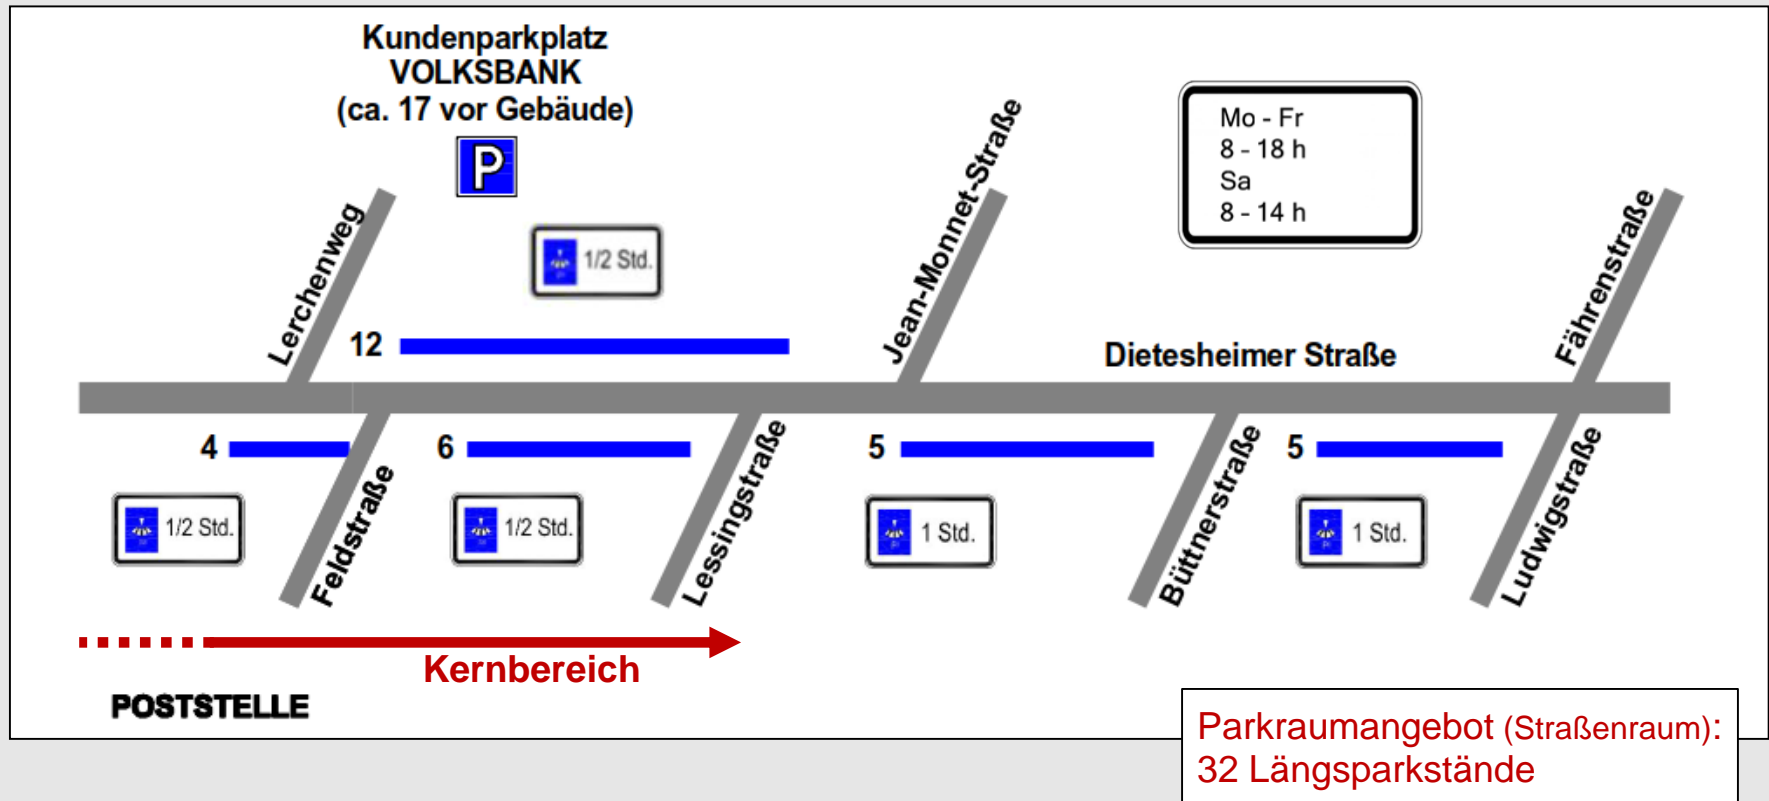 Kundenparkplatz
VOLKSBANK
(ca. 17 vor Gebäude)
P
Mo - Fr
8 - 18 h
Sa
8 - 14 h
Lerchenweg
1/2 Std.
Jean-Monnet-Straße
Fährenstraße
12
Dietesheimer Straße
4
6
5
5
1/2 Std.
Feldstraße
1/2 Std.
Lessingstraße
1 Std.
Büttnerstraße
1 Std.
Ludwigstraße
Kernbereich
POSTSTELLE
Parkraumangebot (Straßenraum):
32 Längsparkstände